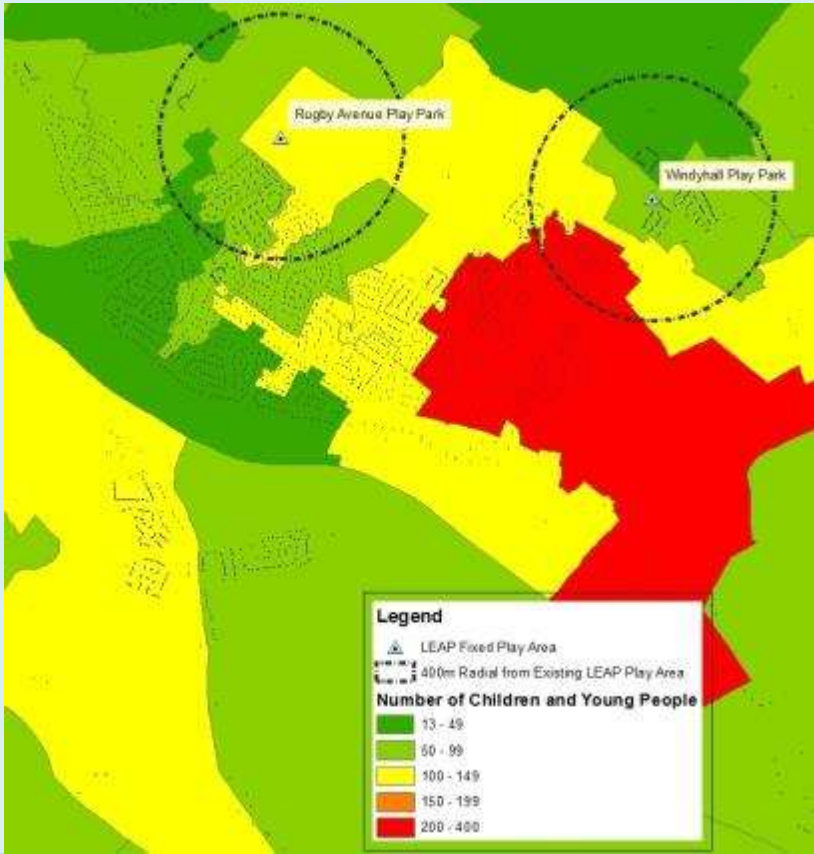 Rugby Avenue Play Park
Windyhall Play Park
Legend
LEAP Fixed Play Area
400m Radial from Existing LEAP Play Area
Number of Children and Young People
13 - 49
50 - 99
100 - 149
150 - 199
200 - 400